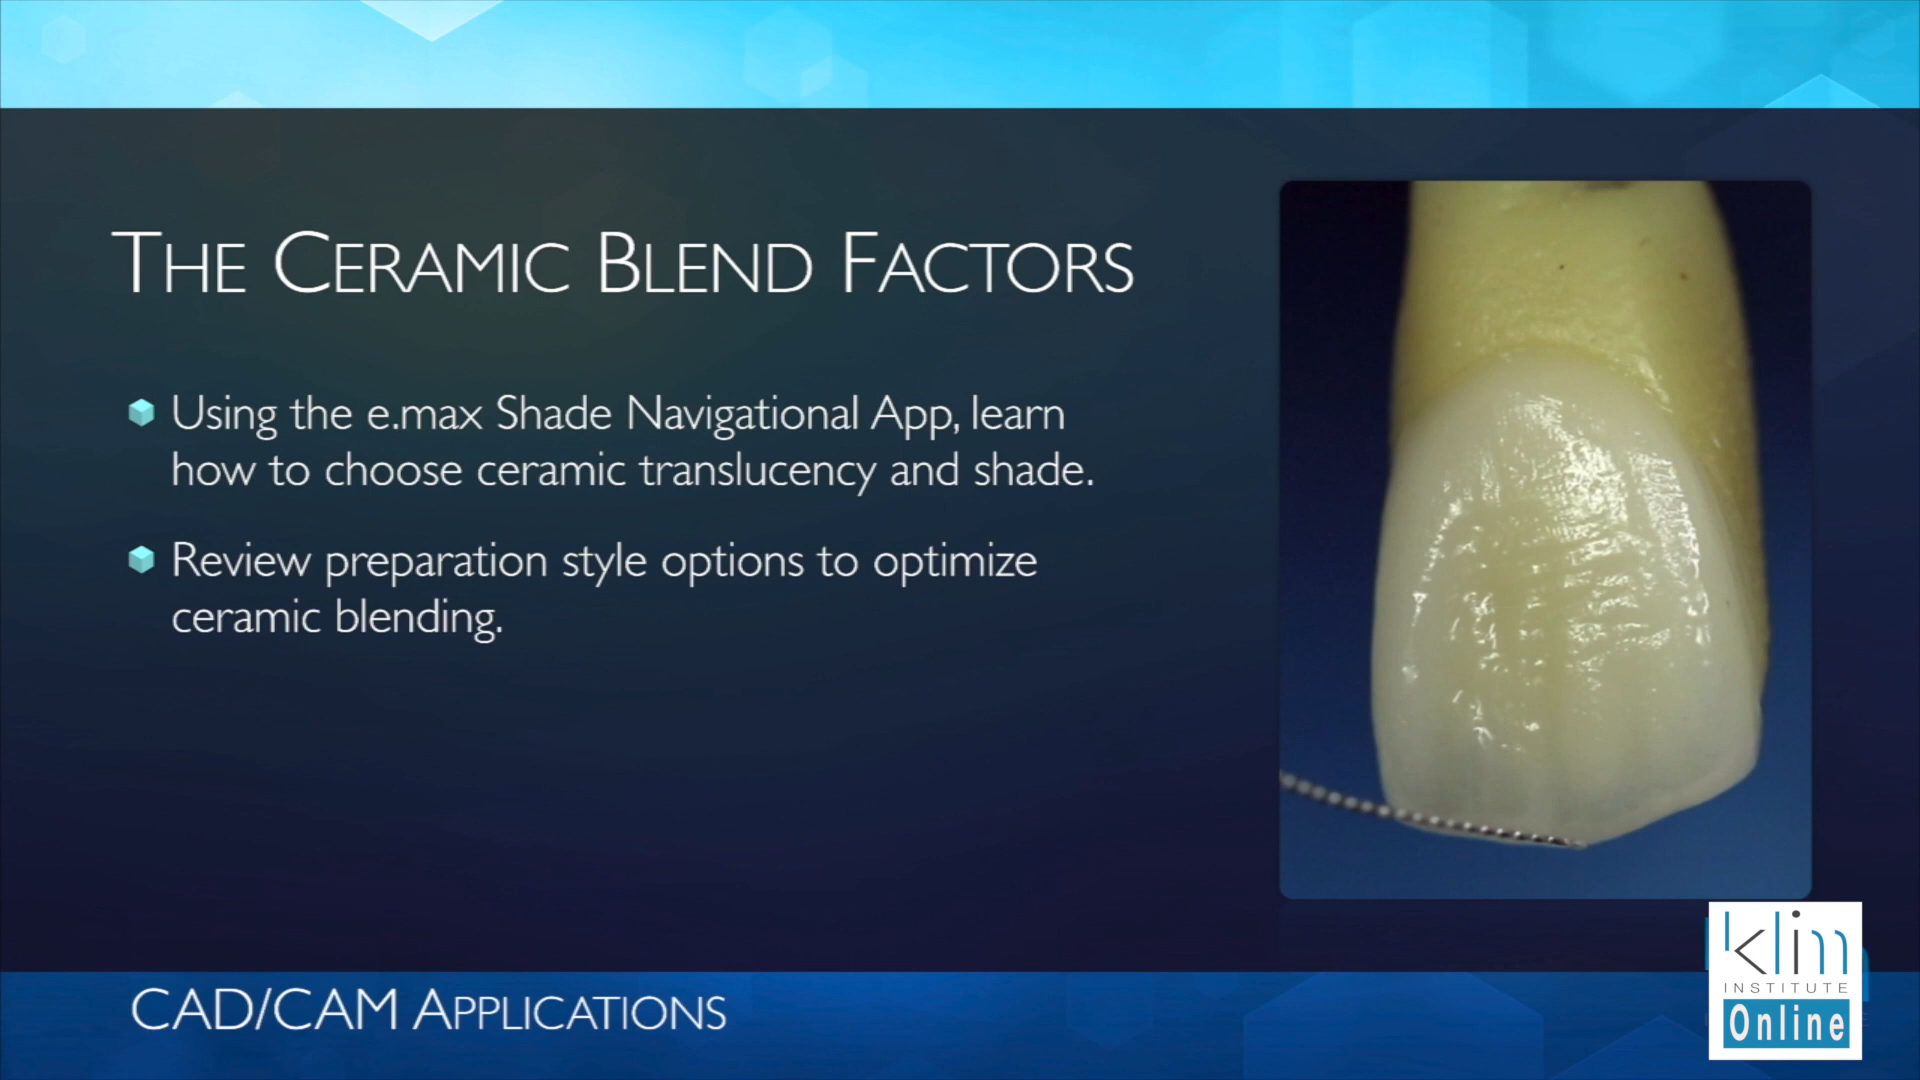 The Ceramic Blend Factors
Using the e.max Shade Navigational App, learn
how to choose ceramic translucency and shade.
Review preparation style options to optimize
ceramic blending.
CAD/CAM Applications
klim
INSTITUTE
Online